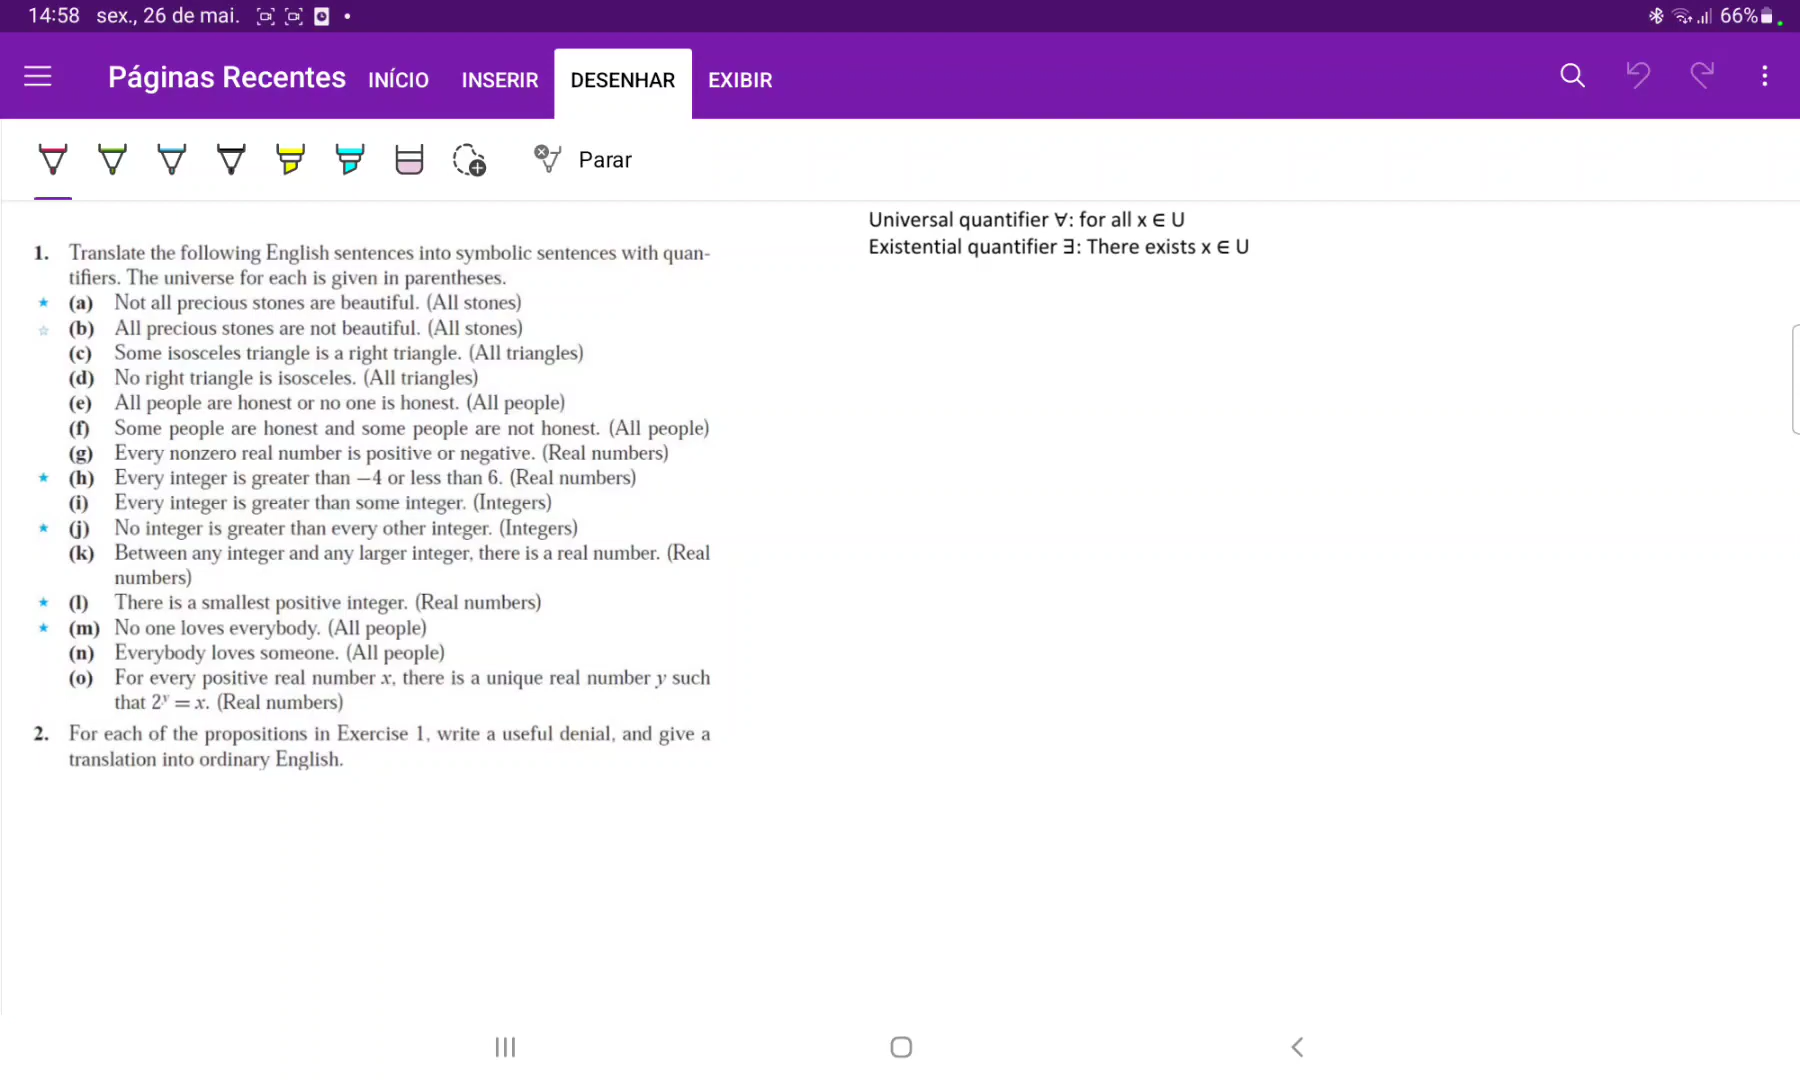 14:58 sex., 26 de mai.
66%
Páginas Recentes INÍCIO INSERIR DESENHAR EXIBIR
Parar
Universal quantifier ∀: for all x ∈ U
Existential quantifier ∃: There exists x ∈ U
1. Translate the following English sentences into symbolic sentences with quan-
tifiers. The universe for each is given in parentheses.
★ (a) Not all precious stones are beautiful. (All stones)
☆ (b) All precious stones are not beautiful. (All stones)
(c) Some isosceles triangle is a right triangle. (All triangles)
(d) No right triangle is isosceles. (All triangles)
(e) All people are honest or no one is honest. (All people)
(f) Some people are honest and some people are not honest. (All people)
(g) Every nonzero real number is positive or negative. (Real numbers)
★ (h) Every integer is greater than −4 or less than 6. (Real numbers)
(i) Every integer is greater than some integer. (Integers)
★ (j) No integer is greater than every other integer. (Integers)
(k) Between any integer and any larger integer, there is a real number. (Real
numbers)
★ (l) There is a smallest positive integer. (Real numbers)
★ (m) No one loves everybody. (All people)
(n) Everybody loves someone. (All people)
(o) For every positive real number x, there is a unique real number y such
that 2ʸ = x. (Real numbers)
2. For each of the propositions in Exercise 1, write a useful denial, and give a
translation into ordinary English.